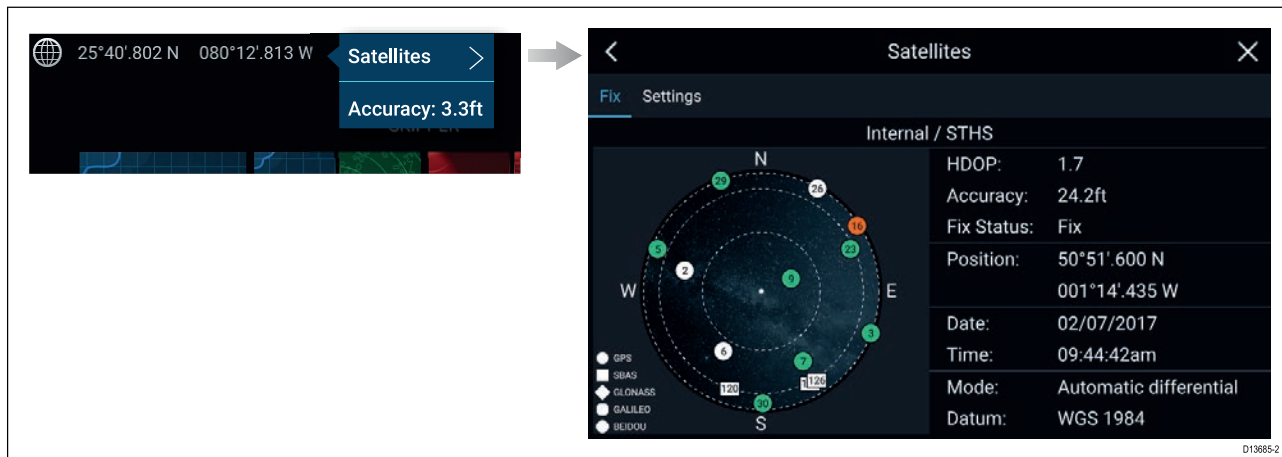 25°40'.802 N 080°12'.813 W
Satellites
Accuracy: 3.3ft
Satellites
Fix Settings
Internal / STHS
N
29
26
16
5
23
2
9
W
E
3
6
7
120
126
30
S
GPS
SBAS
GLONASS
GALILEO
BEIDOU
HDOP: 1.7
Accuracy: 24.2ft
Fix Status: Fix
Position: 50°51'.600 N
001°14'.435 W
Date: 02/07/2017
Time: 09:44:42am
Mode: Automatic differential
Datum: WGS 1984
D13685-2